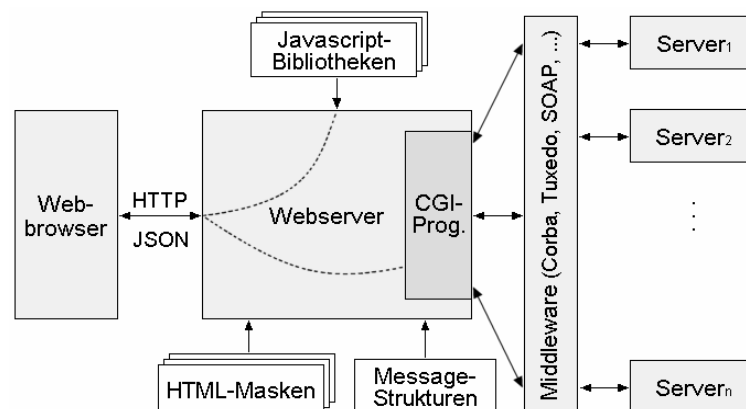 Javascript-
Bibliotheken
Web-
browser
HTTP
JSON
Webserver
CGI-
Prog.
Middleware (Corba, Tuxedo, SOAP, ...)
Server1
Server2
Servern
HTML-Masken
Message-
Strukturen